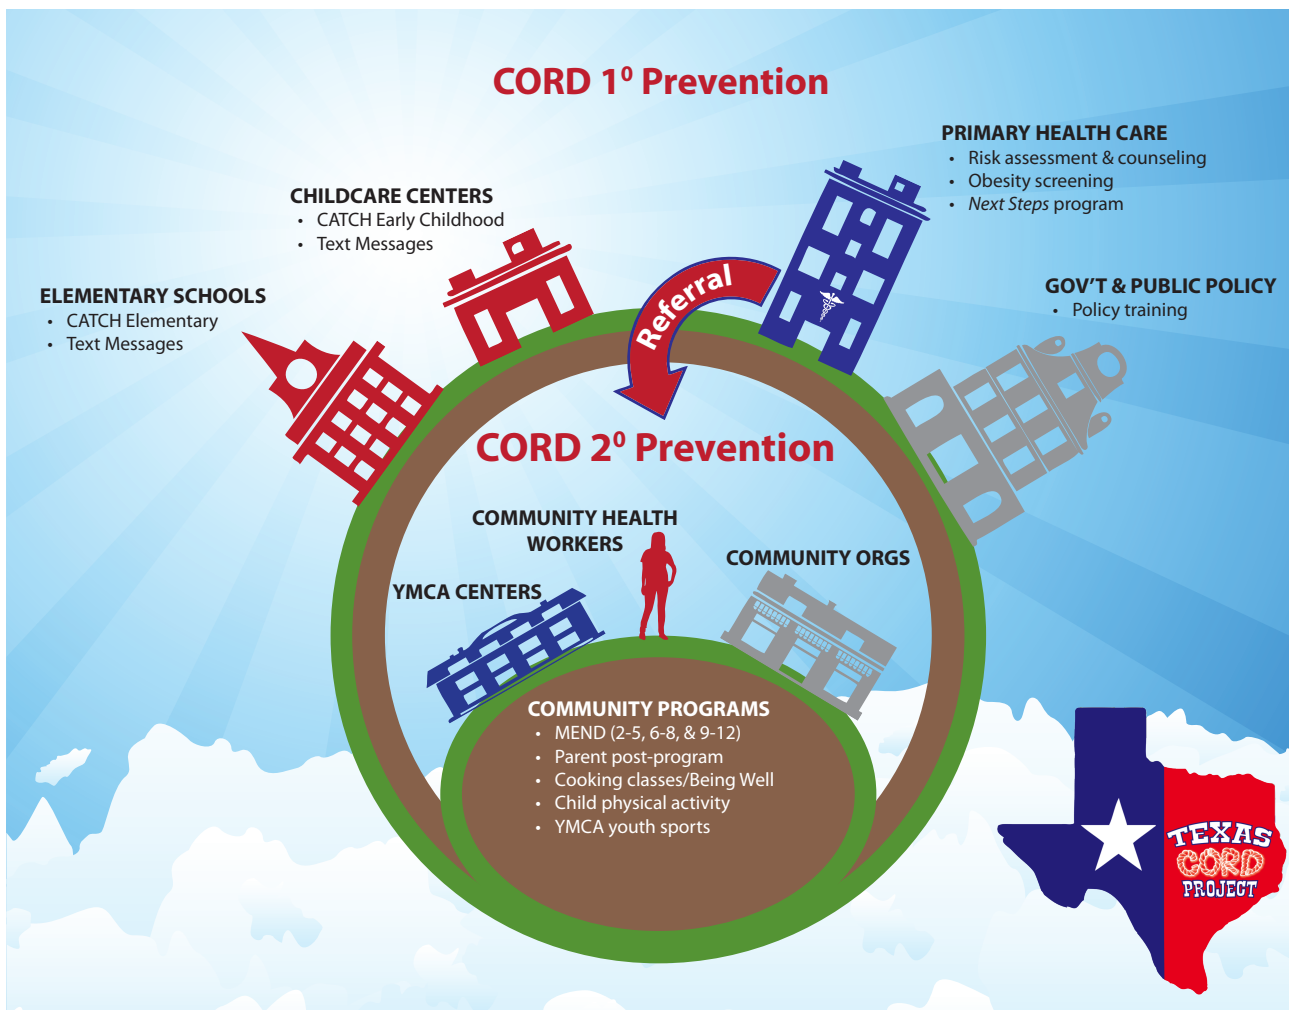 CORD 1⁰ Prevention
PRIMARY HEALTH CARE
• Risk assessment & counseling
• Obesity screening
• Next Steps program
CHILDCARE CENTERS
• CATCH Early Childhood
• Text Messages
ELEMENTARY SCHOOLS
• CATCH Elementary
• Text Messages
GOV'T & PUBLIC POLICY
• Policy training
Referral
CORD 2⁰ Prevention
COMMUNITY HEALTH
WORKERS
COMMUNITY ORGS
YMCA CENTERS
COMMUNITY PROGRAMS
• MEND (2-5, 6-8, & 9-12)
• Parent post-program
• Cooking classes/Being Well
• Child physical activity
• YMCA youth sports
TEXAS
CORD
PROJECT